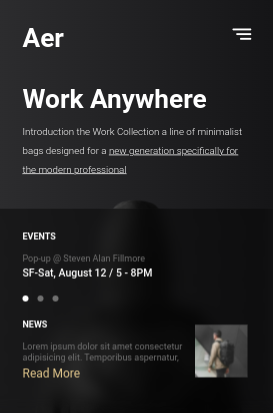 Aer
Work Anywhere
Introduction the Work Collection a line of minimalist
bags designed for a new generation specifically for
the modern professional
EVENTS
Pop-up @ Steven Alan Fillmore
SF-Sat, August 12 / 5 - 8PM
NEWS
Lorem ipsum dolor sit amet consectetur
adipisicing elit. Temporibus aspernatur,
Read More